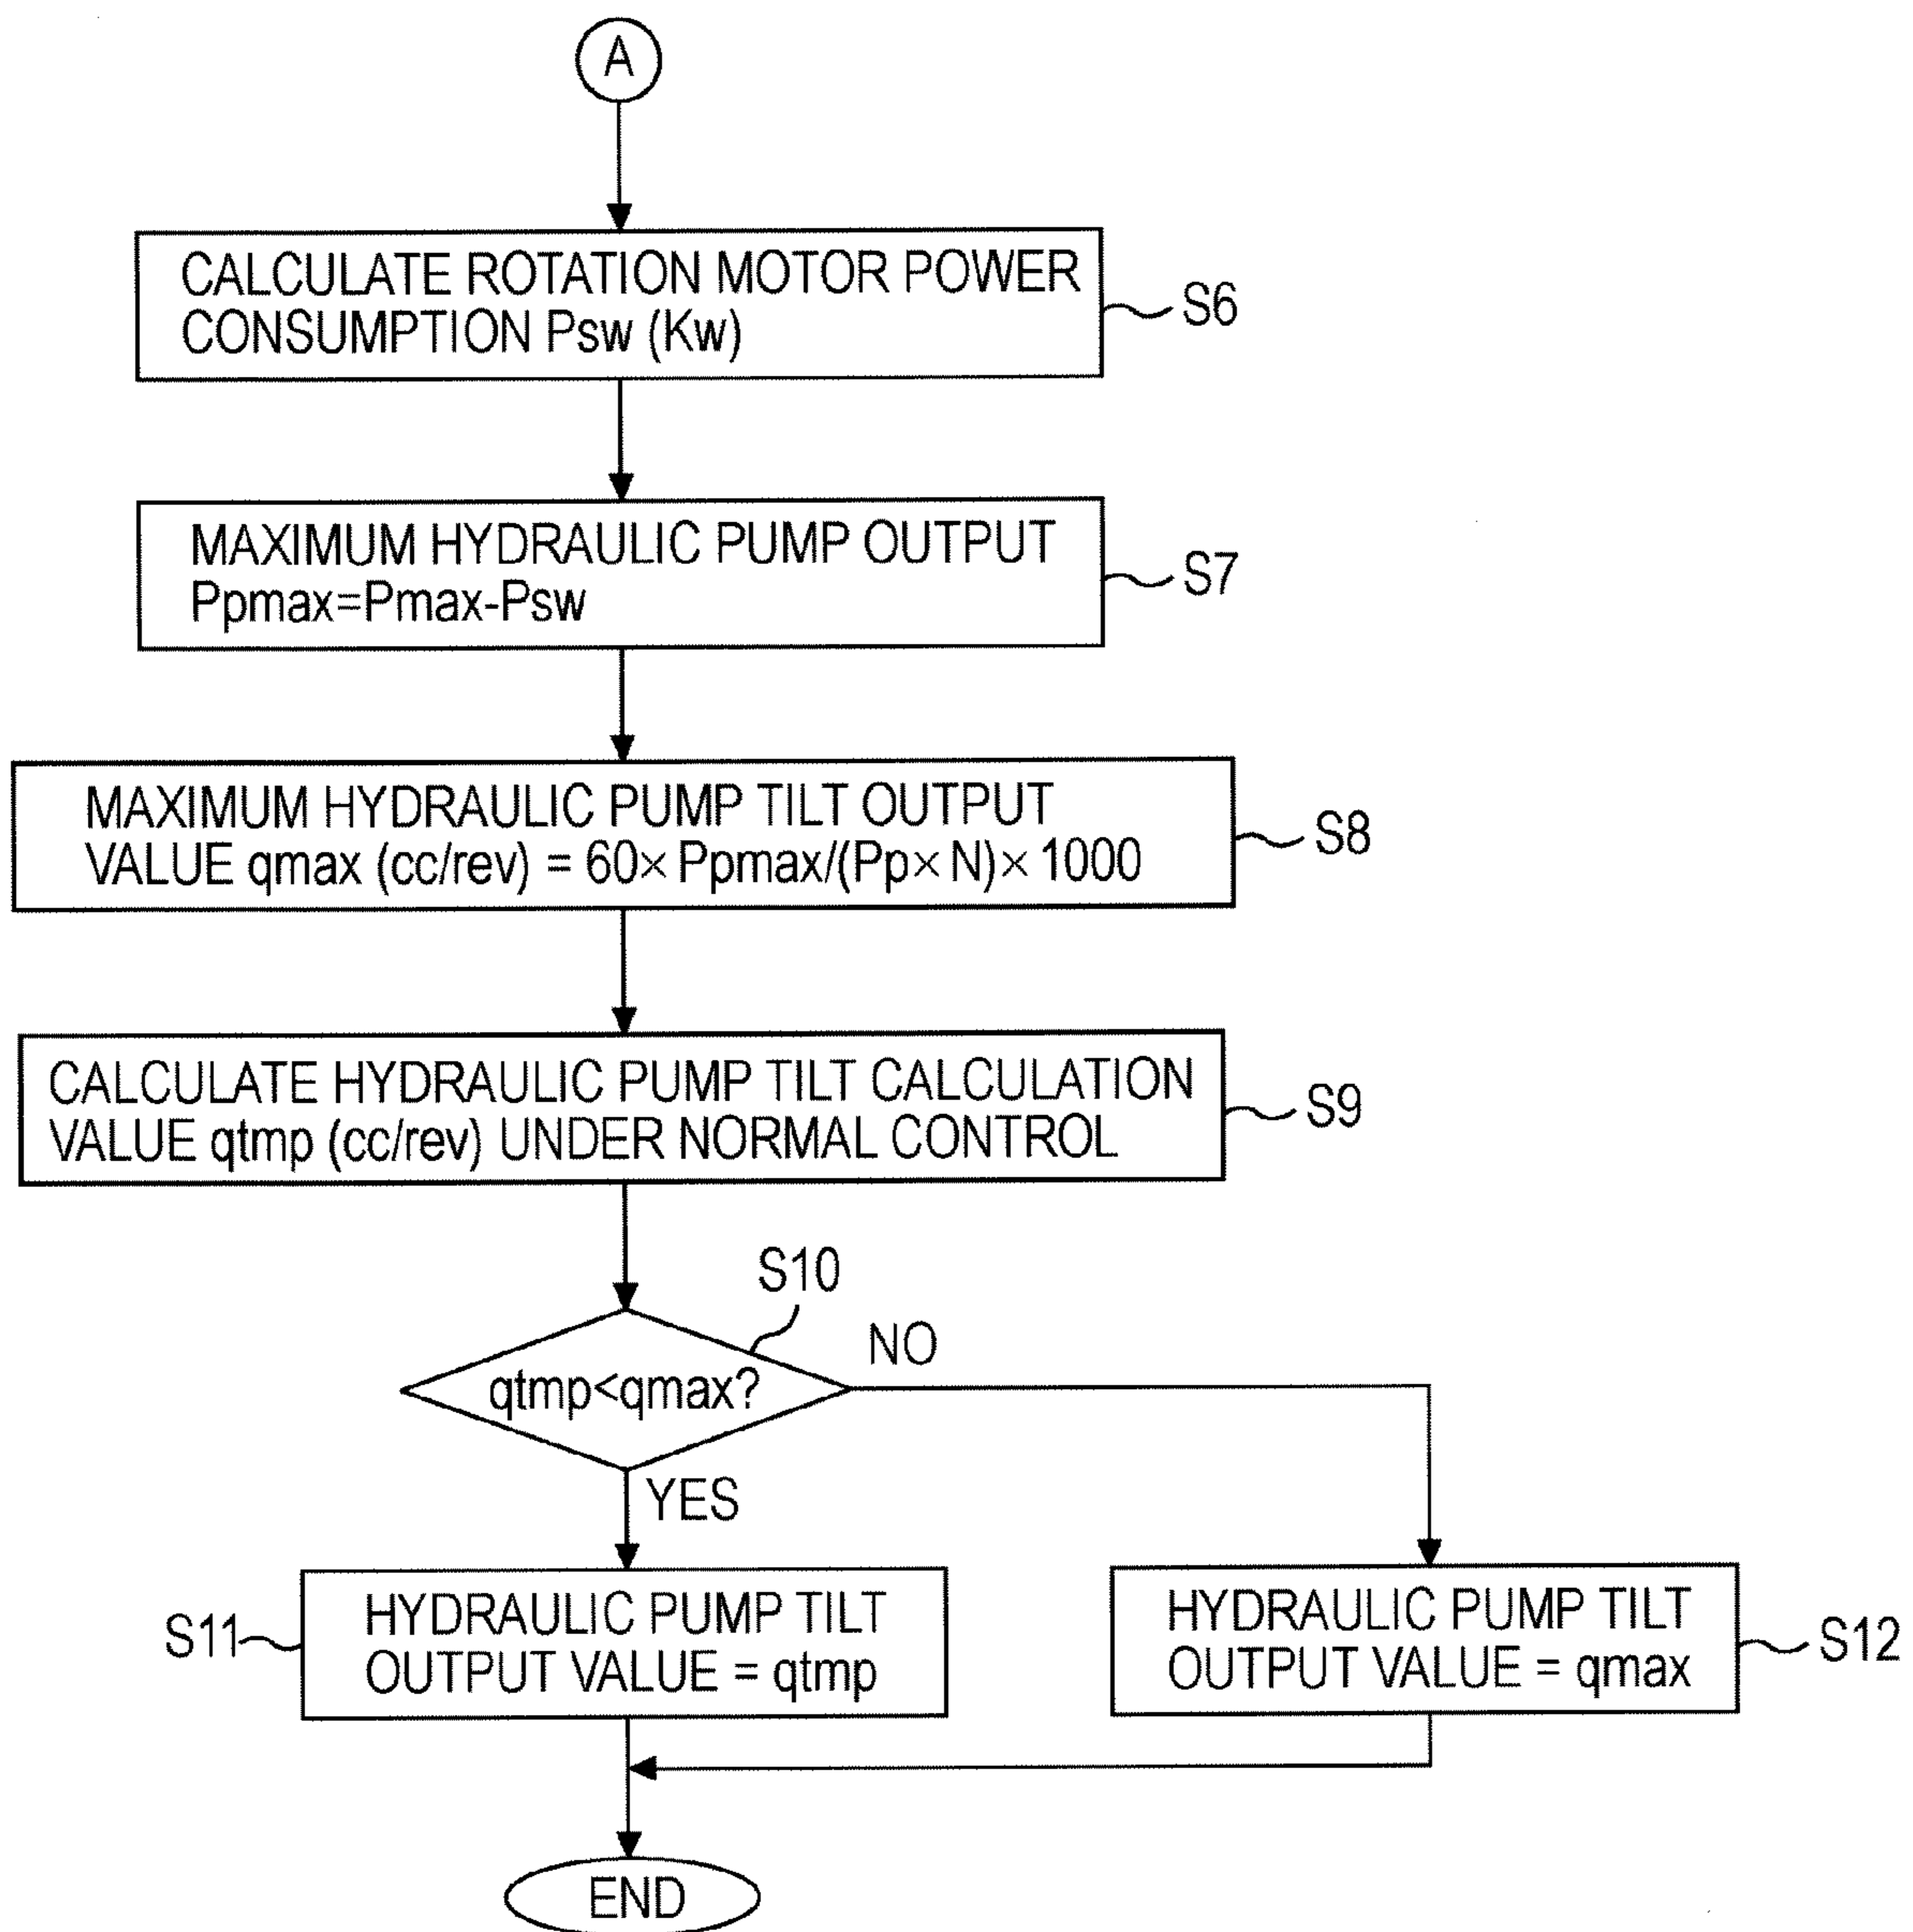 A
CALCULATE ROTATION MOTOR POWER
CONSUMPTION Psw (Kw)
S6
MAXIMUM HYDRAULIC PUMP OUTPUT
Ppmax=Pmax-Psw
S7
MAXIMUM HYDRAULIC PUMP TILT OUTPUT
VALUE qmax (cc/rev) = 60× Ppmax/(Pp× N)× 1000
S8
CALCULATE HYDRAULIC PUMP TILT CALCULATION
VALUE qtmp (cc/rev) UNDER NORMAL CONTROL
S9
S10
qtmp<qmax?
NO
YES
S11
HYDRAULIC PUMP TILT
OUTPUT VALUE = qtmp
HYDRAULIC PUMP TILT
OUTPUT VALUE = qmax
S12
END